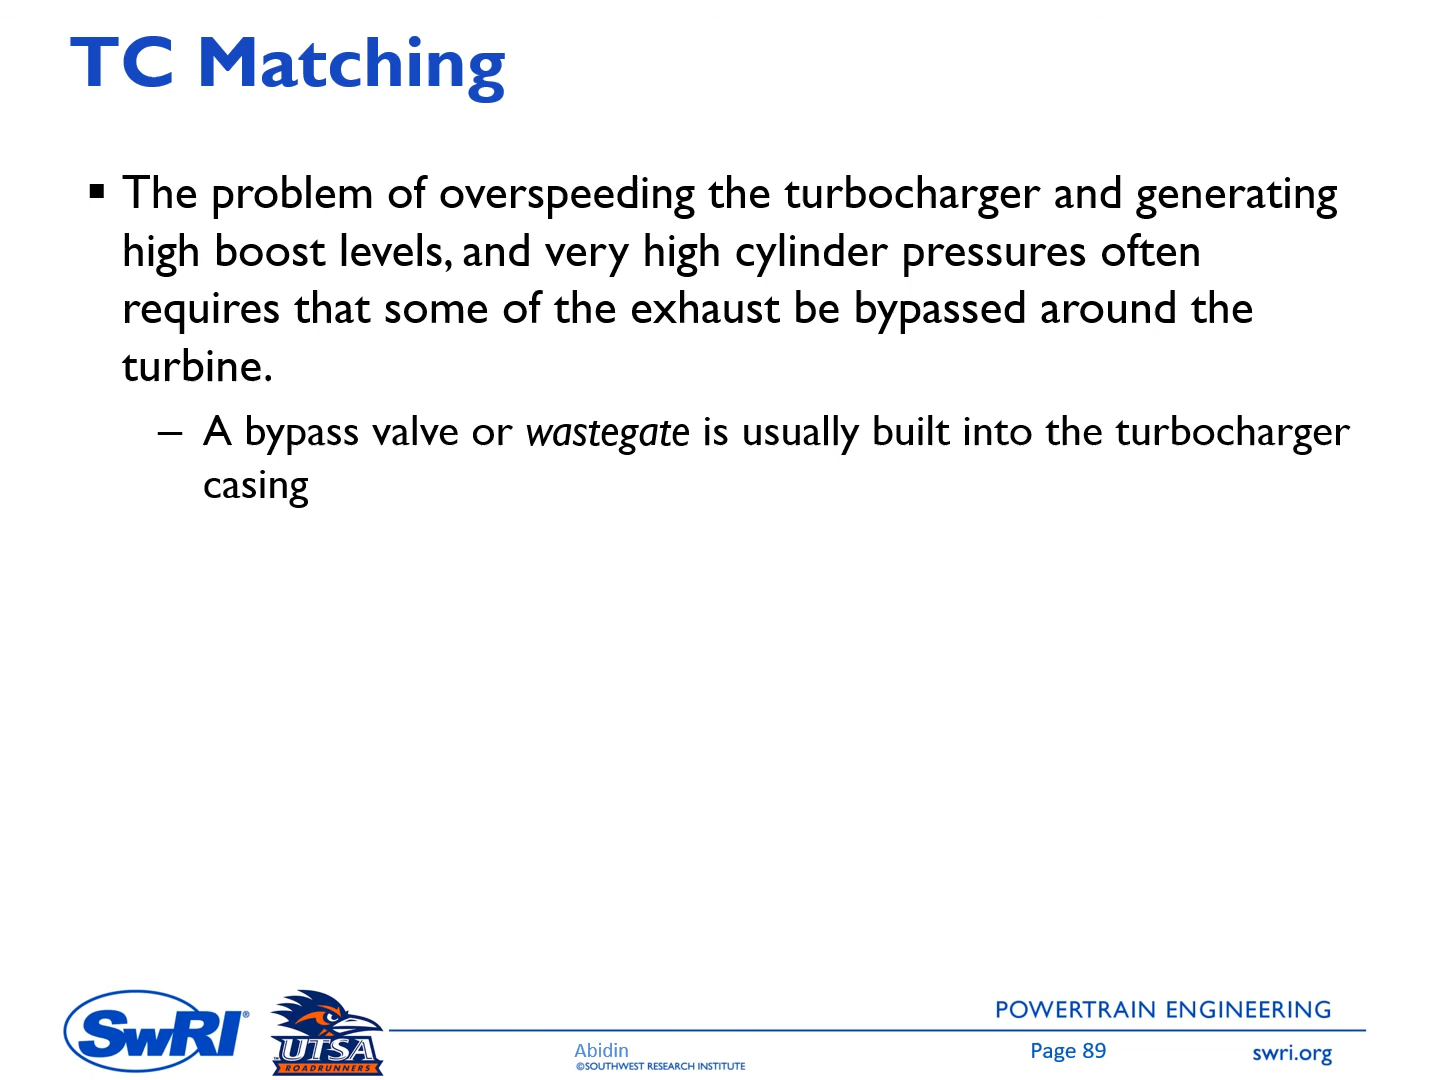 TC Matching
▪ The problem of overspeeding the turbocharger and generating
high boost levels, and very high cylinder pressures often
requires that some of the exhaust be bypassed around the
turbine.
– A bypass valve or wastegate is usually built into the turbocharger
casing
POWERTRAIN ENGINEERING
SwRI®
UTSA
ROADRUNNERS
Abidin
©SOUTHWEST RESEARCH INSTITUTE
Page 89
swri.org